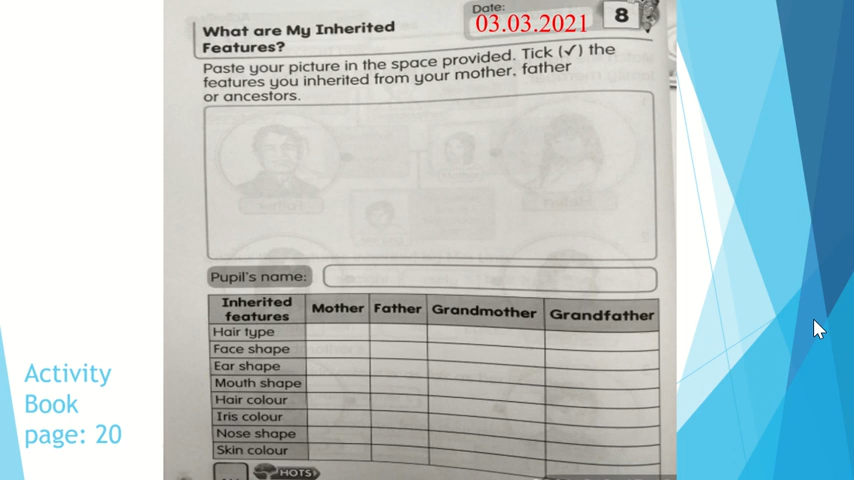 Date:
03.03.2021
8
What are My Inherited
Features?
Paste your picture in the space provided. Tick (✓) the
features you inherited from your mother, father
or ancestors.
Pupil's name:
Inherited features Mother Father Grandmother Grandfather
Hair type
Face shape
Ear shape
Mouth shape
Hair colour
Iris colour
Nose shape
Skin colour
HOTS
Activity
Book
page: 20